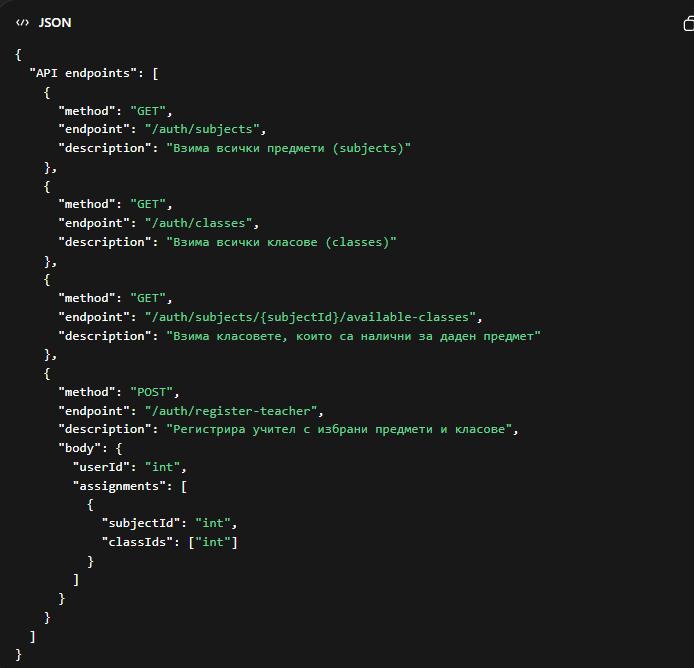 </> JSON
{
  "API endpoints": [
    {
      "method": "GET",
      "endpoint": "/auth/subjects",
      "description": "Взима всички предмети (subjects)"
    },
    {
      "method": "GET",
      "endpoint": "/auth/classes",
      "description": "Взима всички класове (classes)"
    },
    {
      "method": "GET",
      "endpoint": "/auth/subjects/{subjectId}/available-classes",
      "description": "Взима класовете, които са налични за даден предмет"
    },
    {
      "method": "POST",
      "endpoint": "/auth/register-teacher",
      "description": "Регистрира учител с избрани предмети и класове",
      "body": {
        "userId": "int",
        "assignments": [
          {
            "subjectId": "int",
            "classIds": ["int"]
          }
        ]
      }
    }
  ]
}